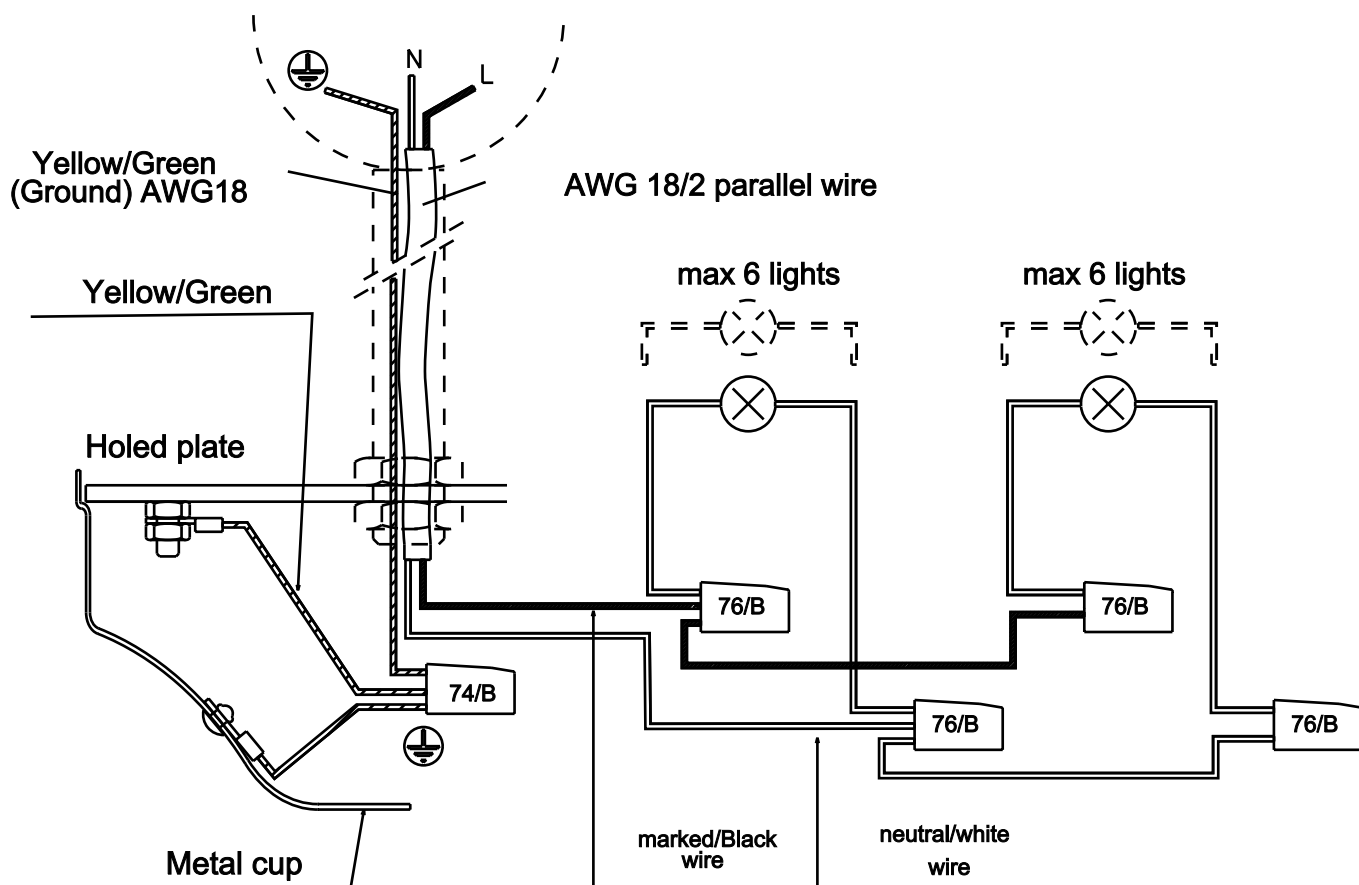 N
L
Yellow/Green
(Ground) AWG18
AWG 18/2 parallel wire
Yellow/Green
max 6 lights
max 6 lights
Holed plate
76/B
76/B
74/B
76/B
76/B
marked/Black
wire
neutral/white
wire
Metal cup